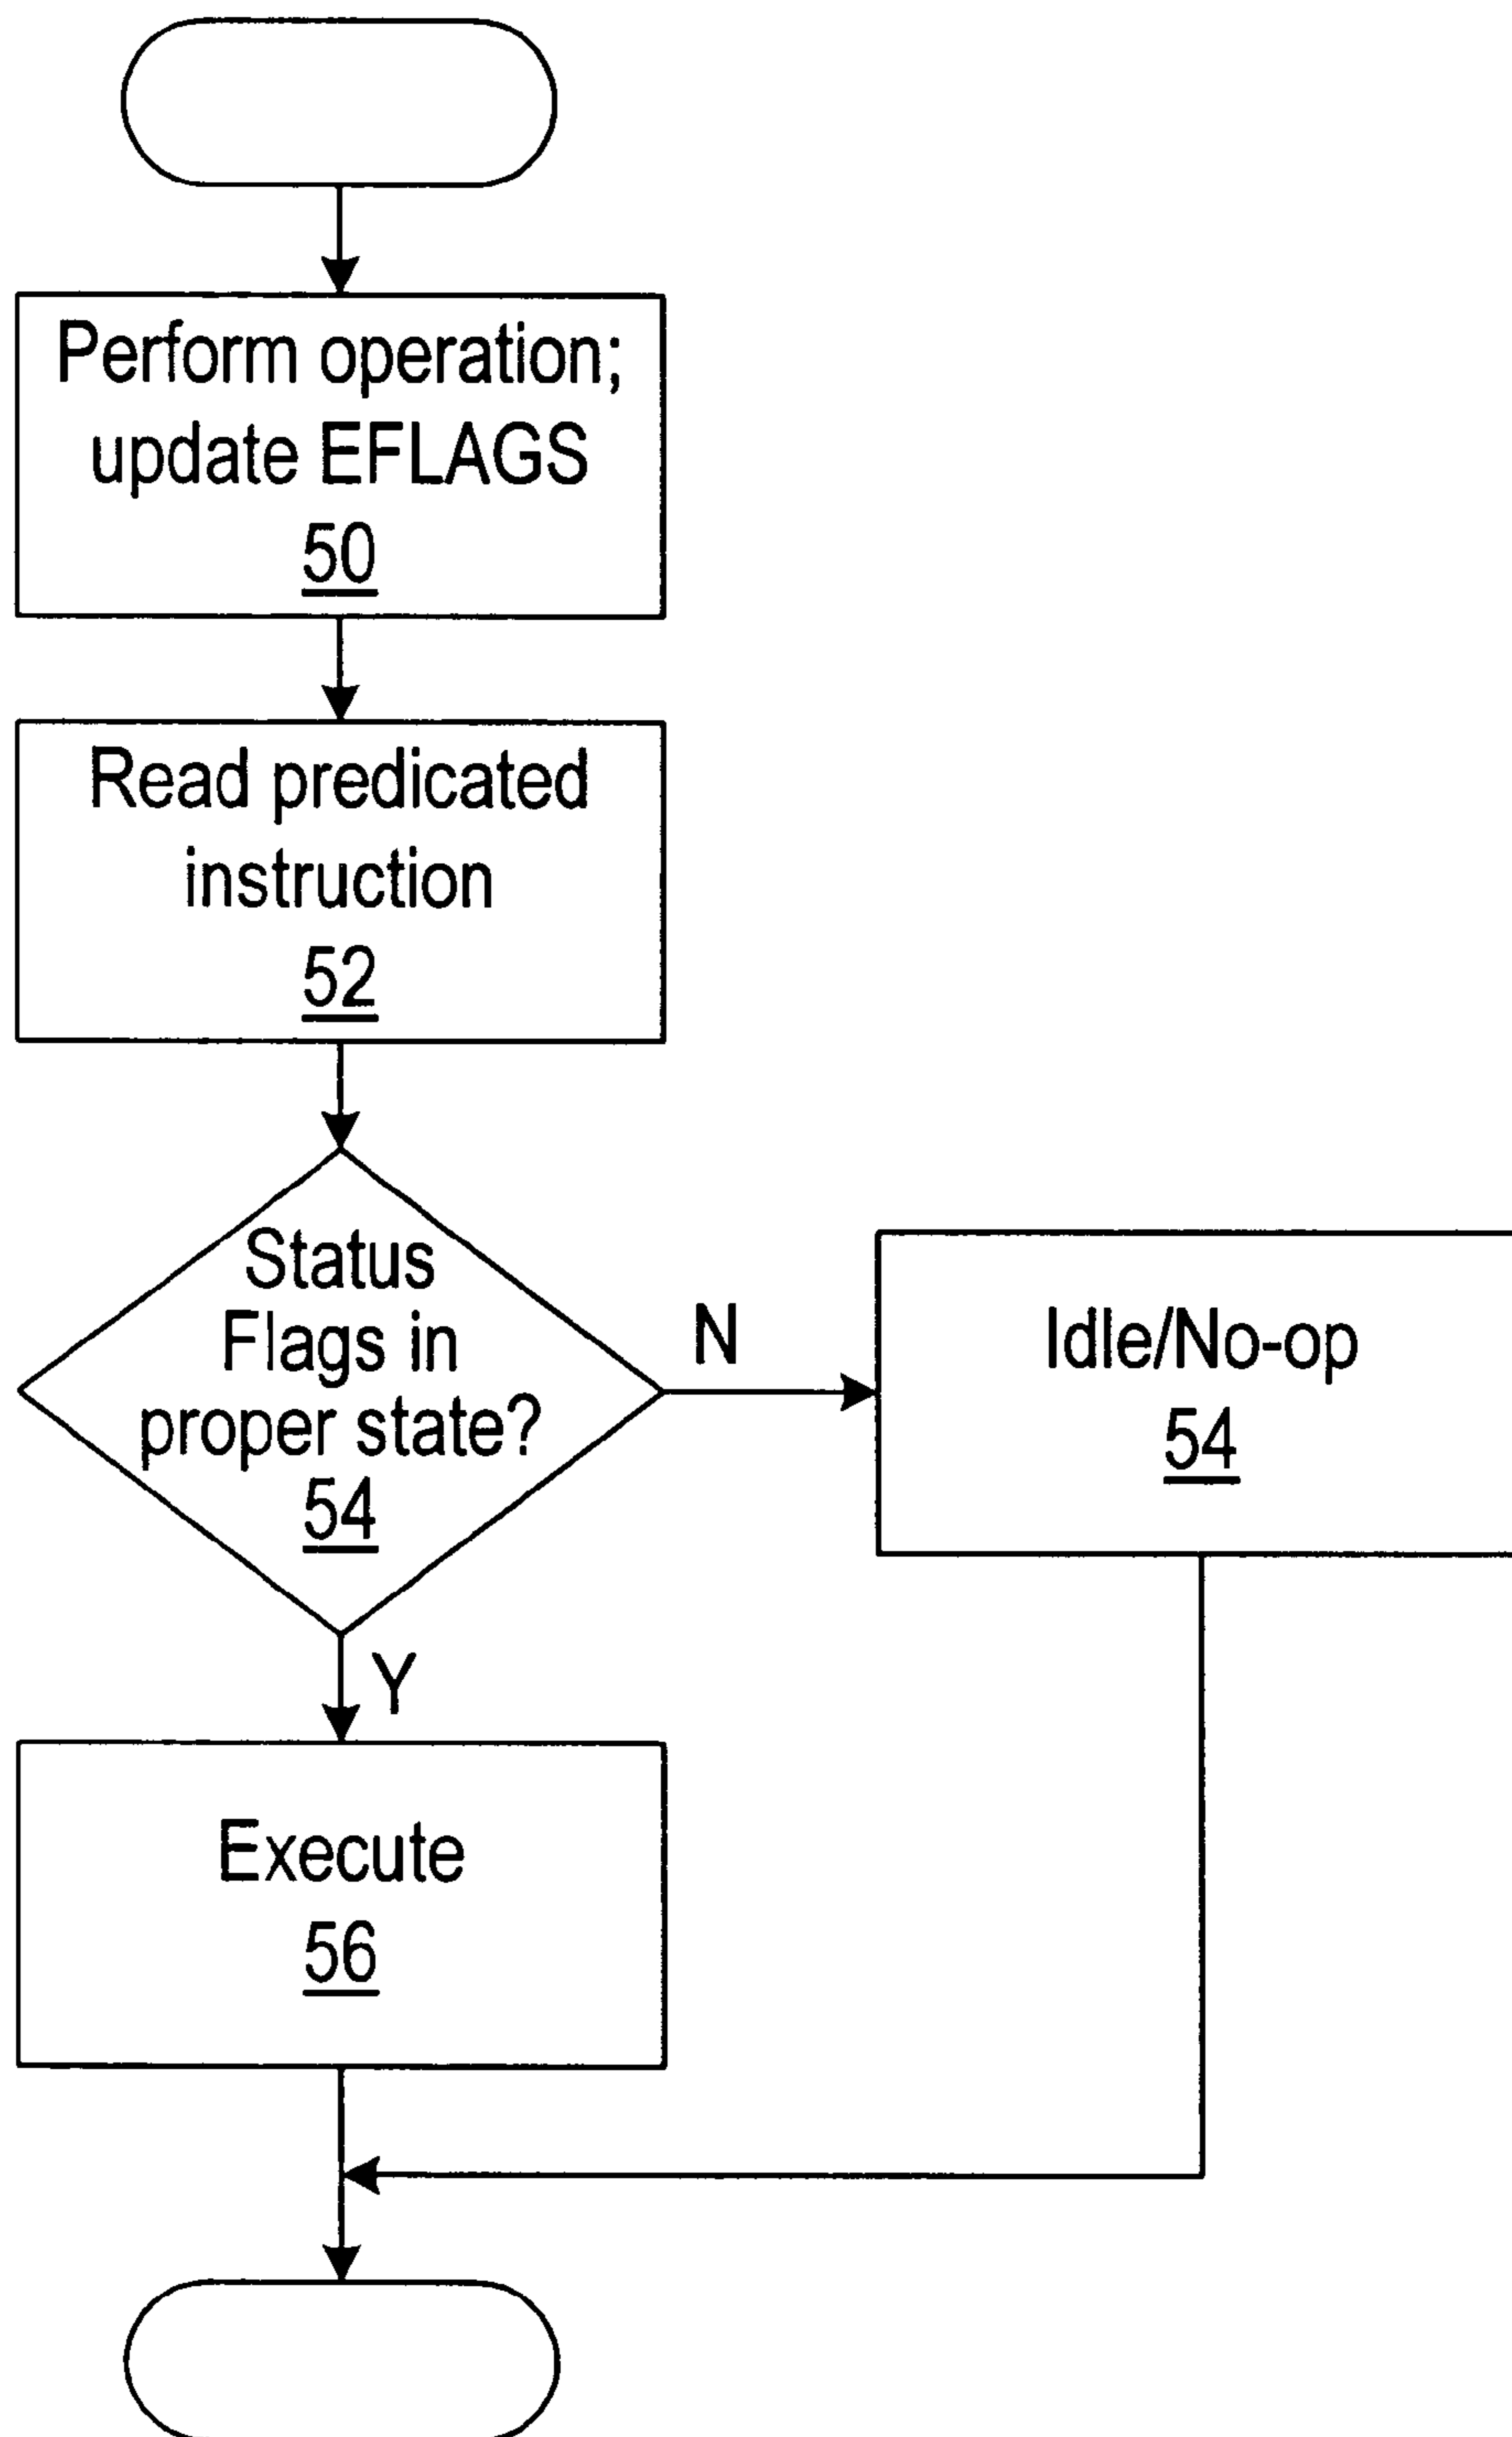 Perform operation;
update EFLAGS
50
Read predicated
instruction
52
Status
Flags in
proper state?
54
N
Idle/No-op
54
Y
Execute
56